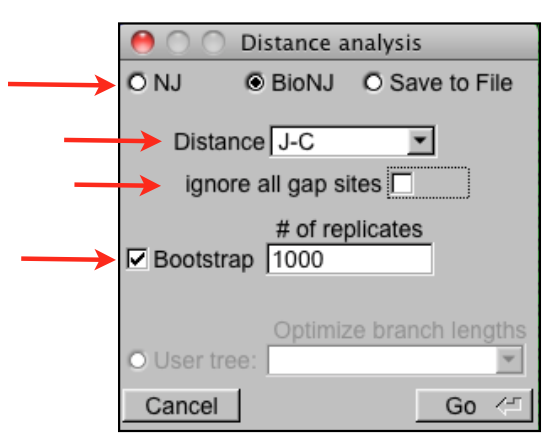 Distance analysis
NJ BioNJ Save to File
Distance J-C
ignore all gap sites
# of replicates
Bootstrap 1000
Optimize branch lengths
User tree:
Cancel Go